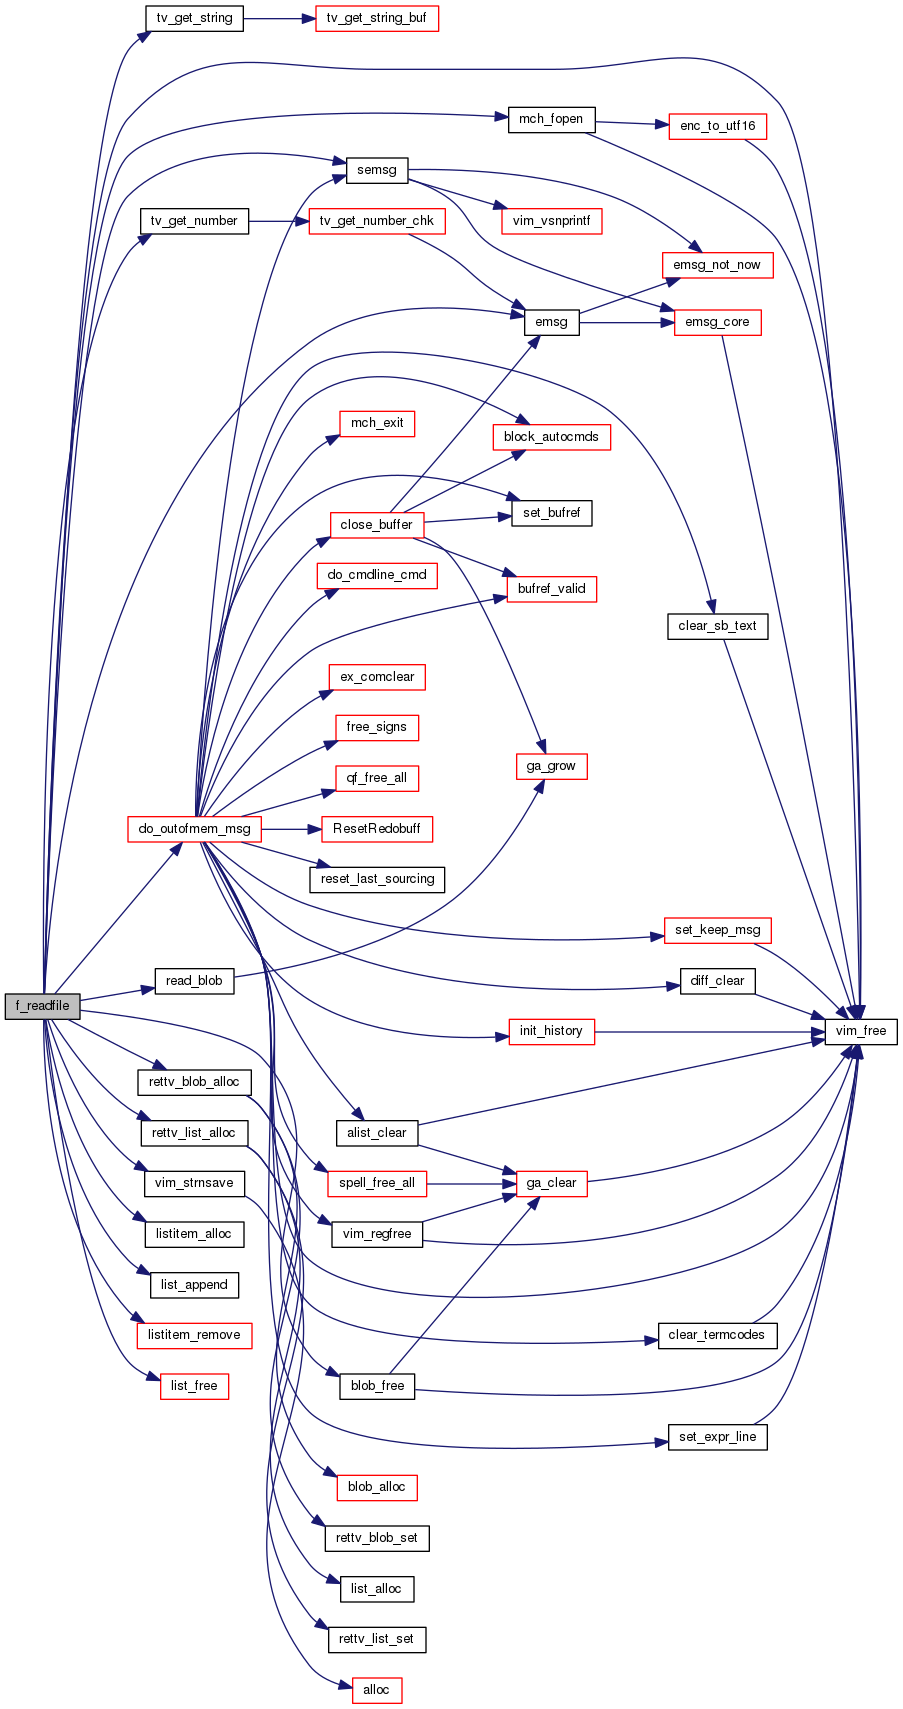 tv_get_string
tv_get_string_buf
mch_fopen
enc_to_utf16
semsg
tv_get_number
tv_get_number_chk
vim_vsnprintf
emsg_not_now
emsg
emsg_core
mch_exit
block_autocmds
close_buffer
set_bufref
do_cmdline_cmd
bufref_valid
clear_sb_text
ex_comclear
free_signs
qf_free_all
ga_grow
do_outofmem_msg
ResetRedobuff
reset_last_sourcing
set_keep_msg
read_blob
diff_clear
f_readfile
init_history
vim_free
rettv_blob_alloc
rettv_list_alloc
alist_clear
vim_strnsave
spell_free_all
ga_clear
listitem_alloc
vim_regfree
list_append
listitem_remove
clear_termcodes
list_free
blob_free
set_expr_line
blob_alloc
rettv_blob_set
list_alloc
rettv_list_set
alloc